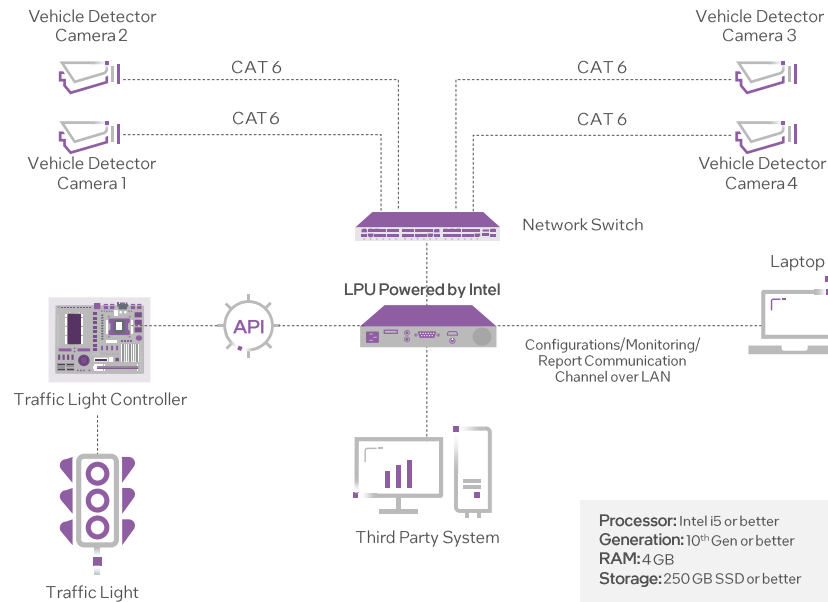 Vehicle Detector
Camera 2
Vehicle Detector
Camera 3
CAT 6
CAT 6
CAT 6
CAT 6
Vehicle Detector
Camera 1
Vehicle Detector
Camera 4
Network Switch
Laptop
LPU Powered by Intel
API
Configurations/Monitoring/
Report Communication
Channel over LAN
Traffic Light Controller
Third Party System
Traffic Light
Processor: Intel i5 or better
Generation: 10th Gen or better
RAM: 4 GB
Storage: 250 GB SSD or better